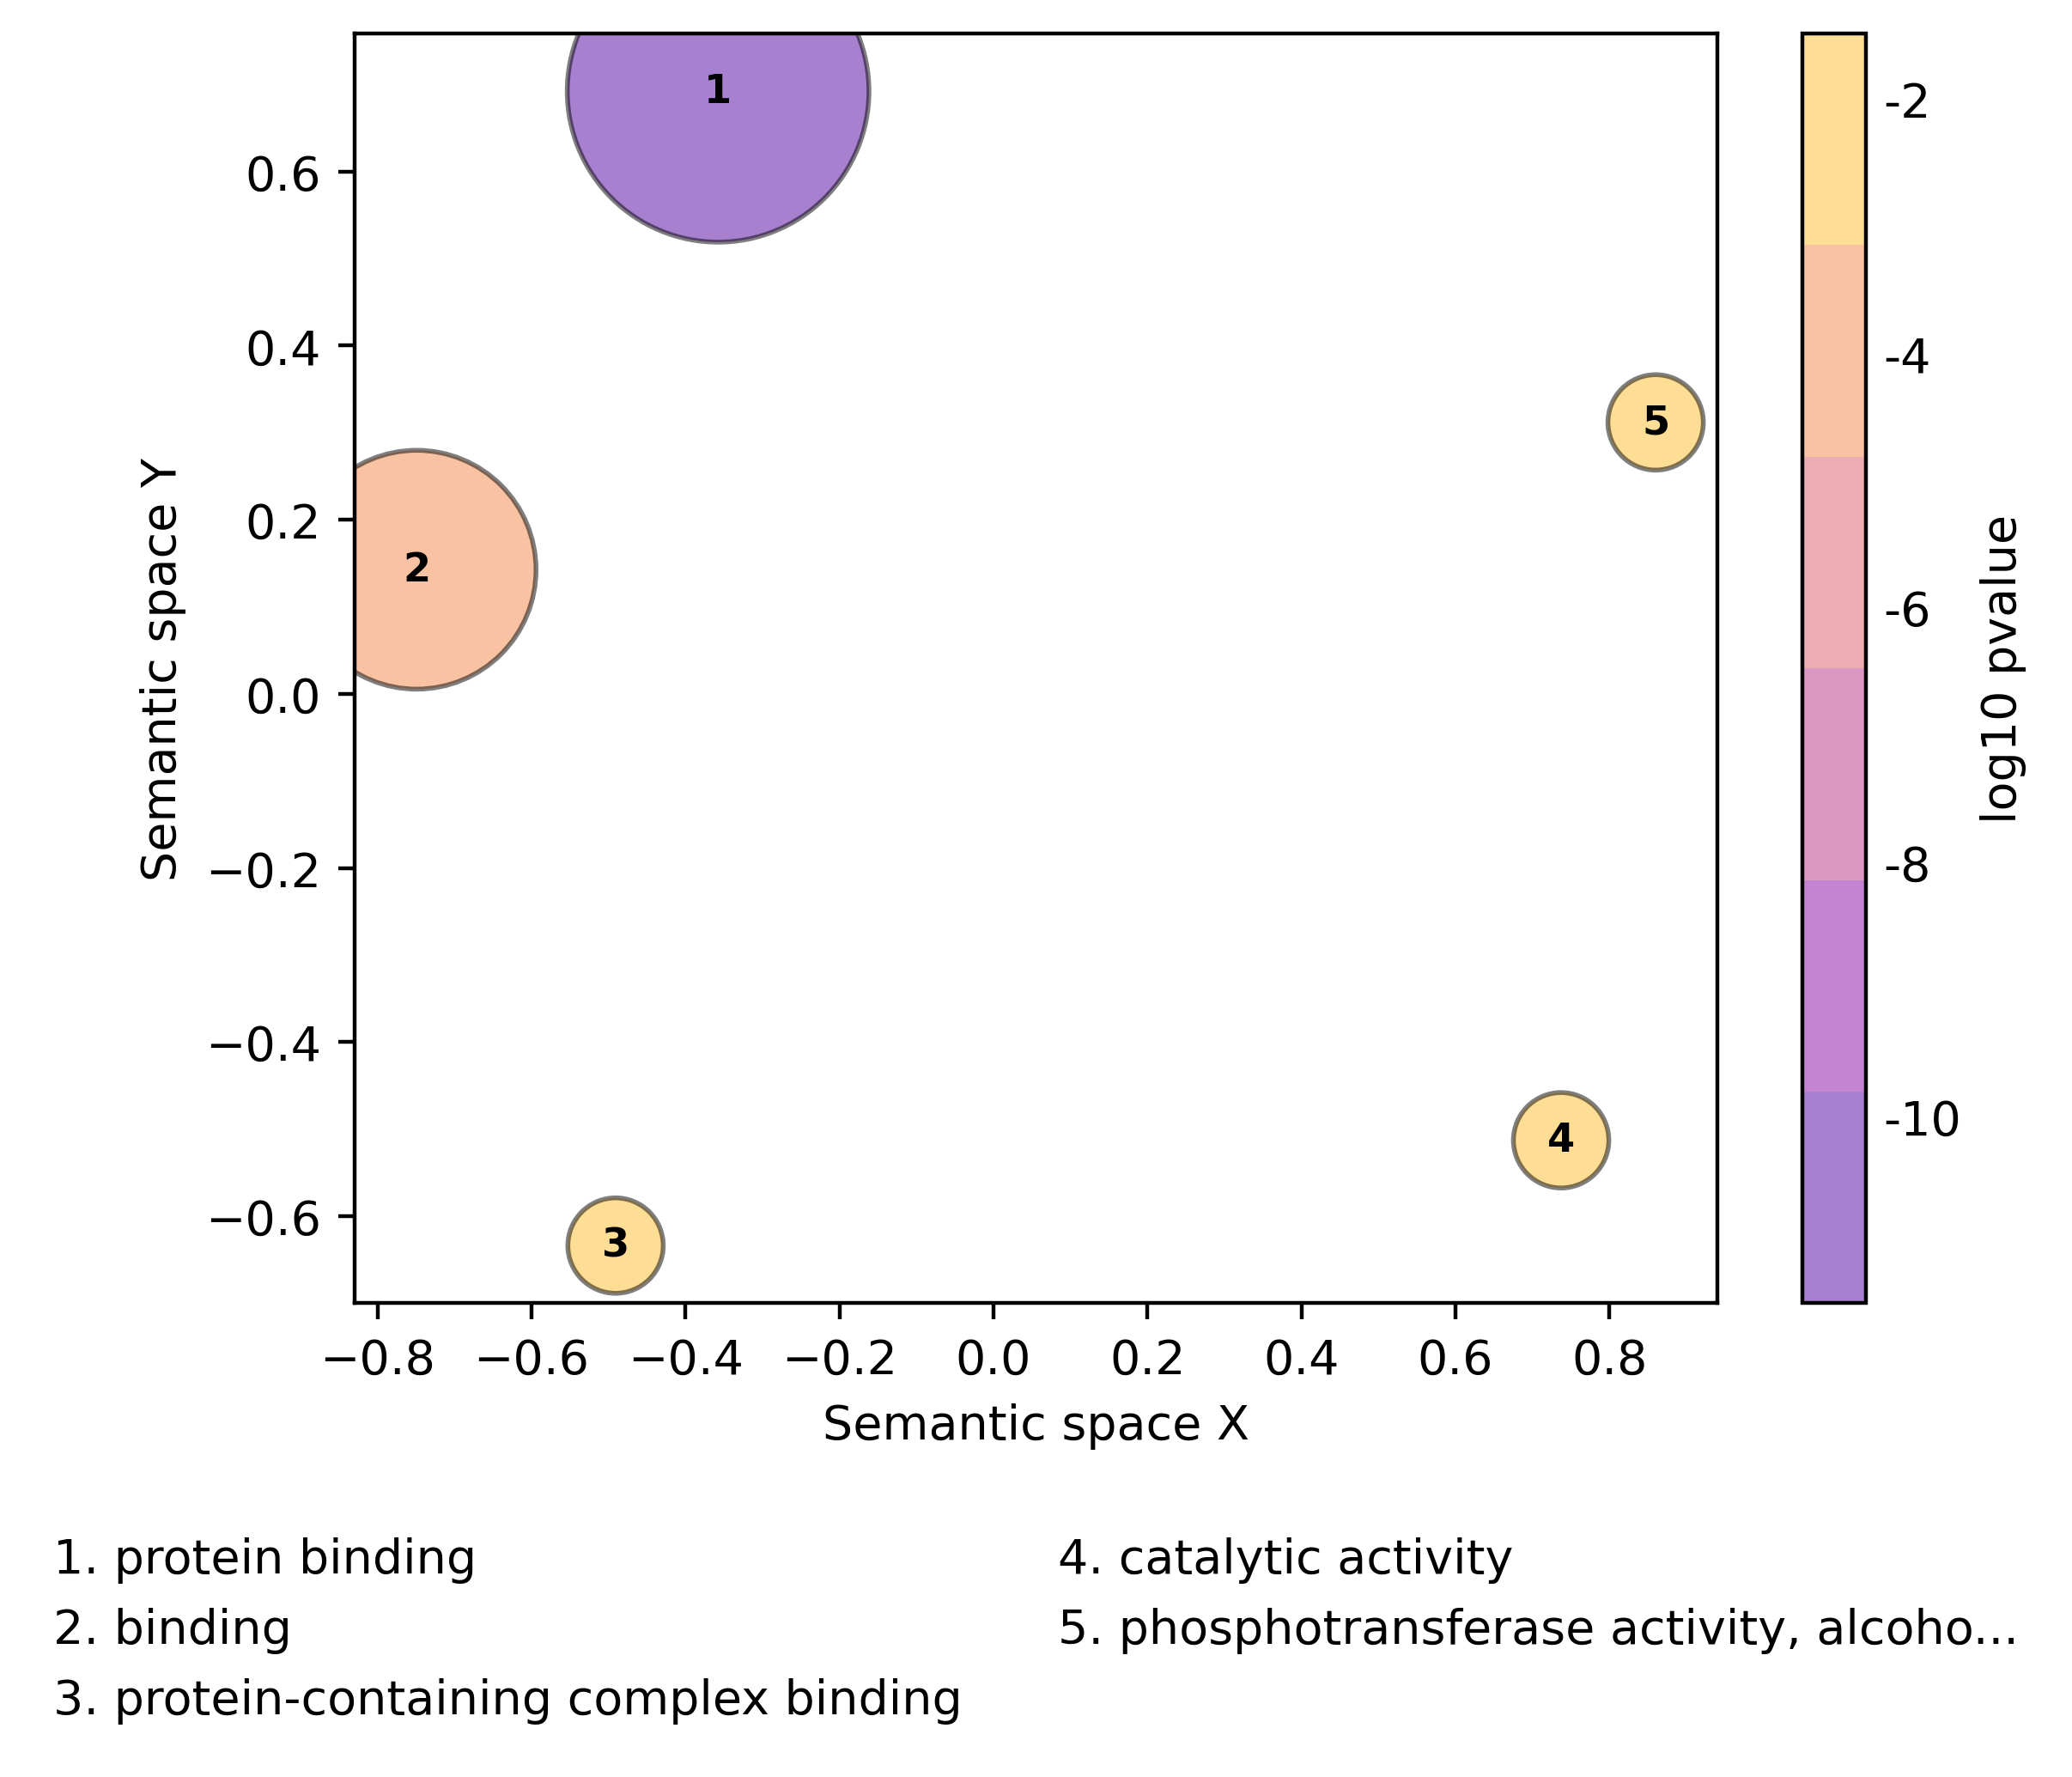 1
2
3
4
5
0.6
0.4
0.2
0.0
−0.2
−0.4
−0.6
Semantic space Y
−0.8 −0.6 −0.4 −0.2 0.0 0.2 0.4 0.6 0.8
Semantic space X
-2
-4
-6
-8
-10
log10 pvalue
1. protein binding
2. binding
3. protein-containing complex binding
4. catalytic activity
5. phosphotransferase activity, alcoho...